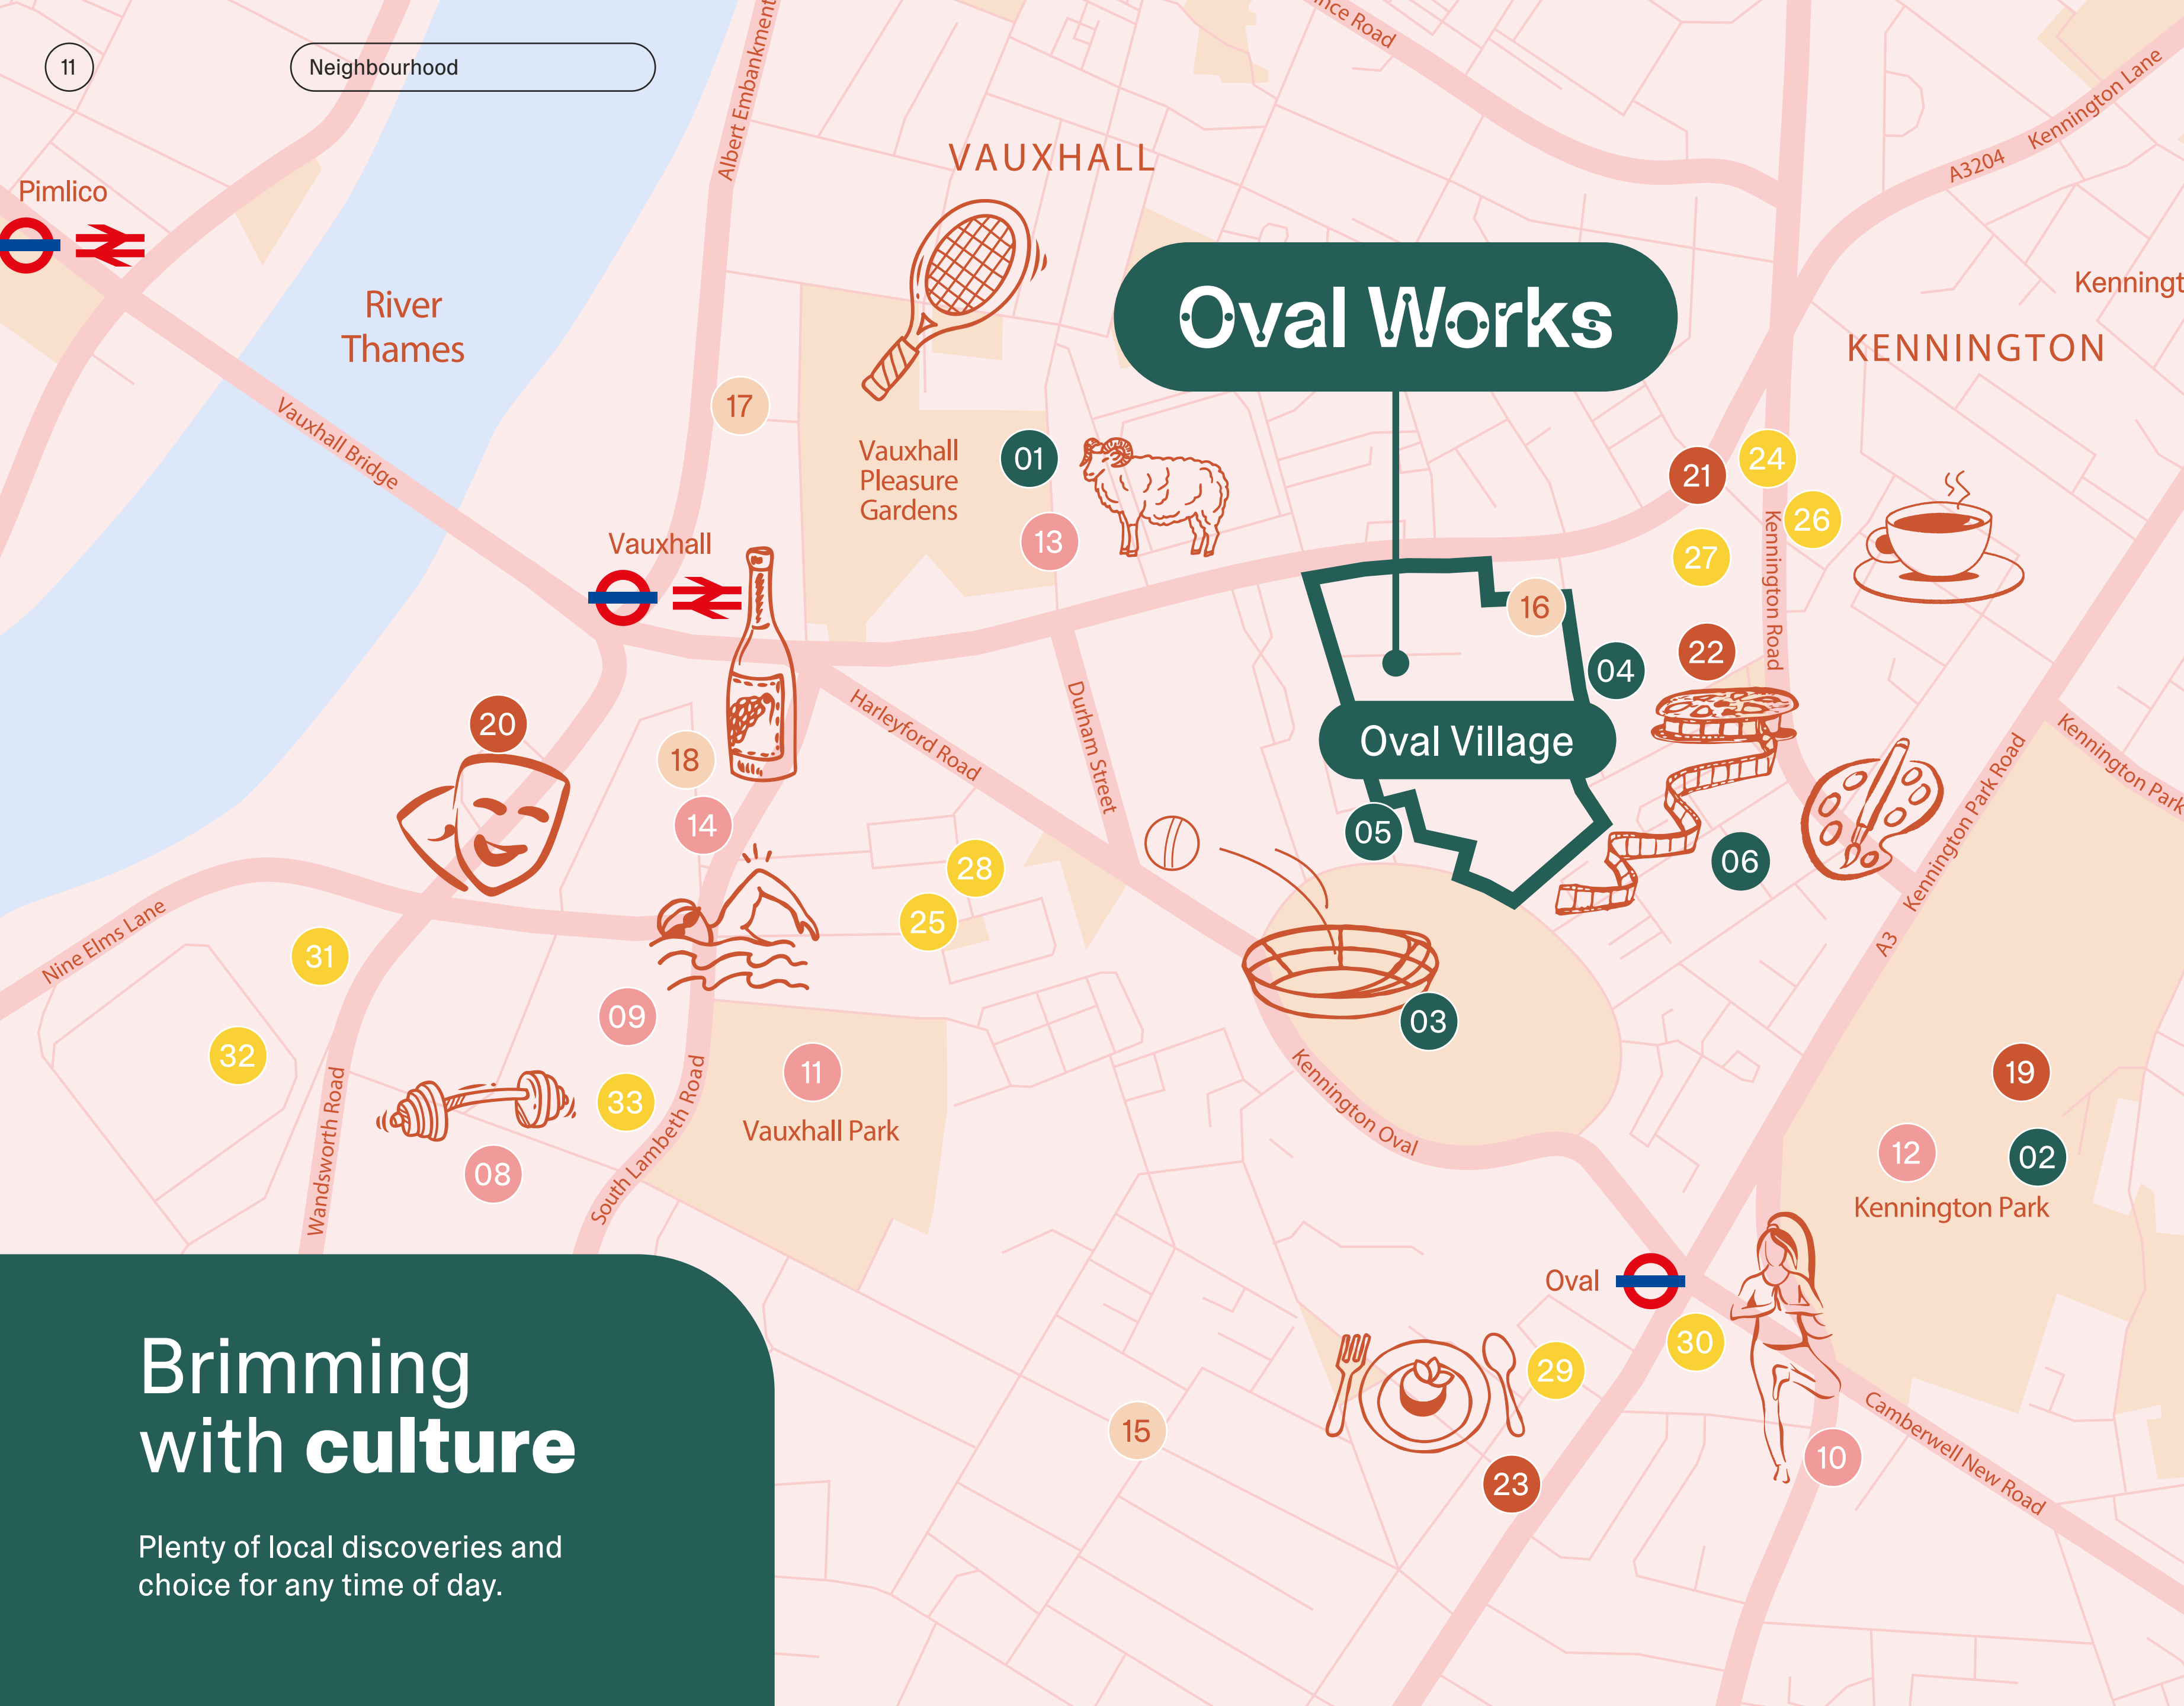 11
Neighbourhood
Albert Embankment
Road
A3204
Kennington Lane
VAUXHALL
Pimlico
River
Thames
Oval Works
KENNINGTON
Vauxhall Bridge
17
Vauxhall
Pleasure
Gardens
01
13
21
24
26
27
Kennington Road
Vauxhall
16
04
22
20
18
14
Harleyford Road
Durham Street
Oval Village
05
06
Kennington Park Road
A3
Kennington Park
28
25
Nine Elms Lane
31
32
09
33
08
Wandsworth Road
South Lambeth Road
11
Vauxhall Park
03
Kennington Oval
19
12
02
Kennington Park
Oval
30
29
15
23
10
Camberwell New Road
Brimming
with culture
Plenty of local discoveries and
choice for any time of day.